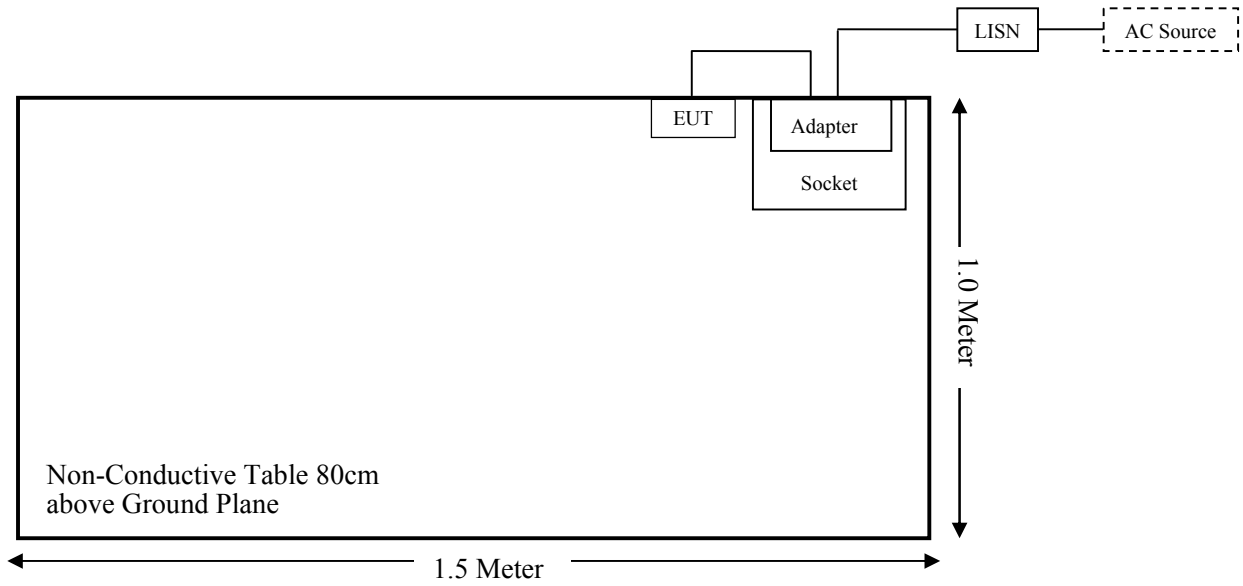 LISN
AC Source
EUT
Adapter
Socket
1.0 Meter
Non-Conductive Table 80cm
above Ground Plane
1.5 Meter